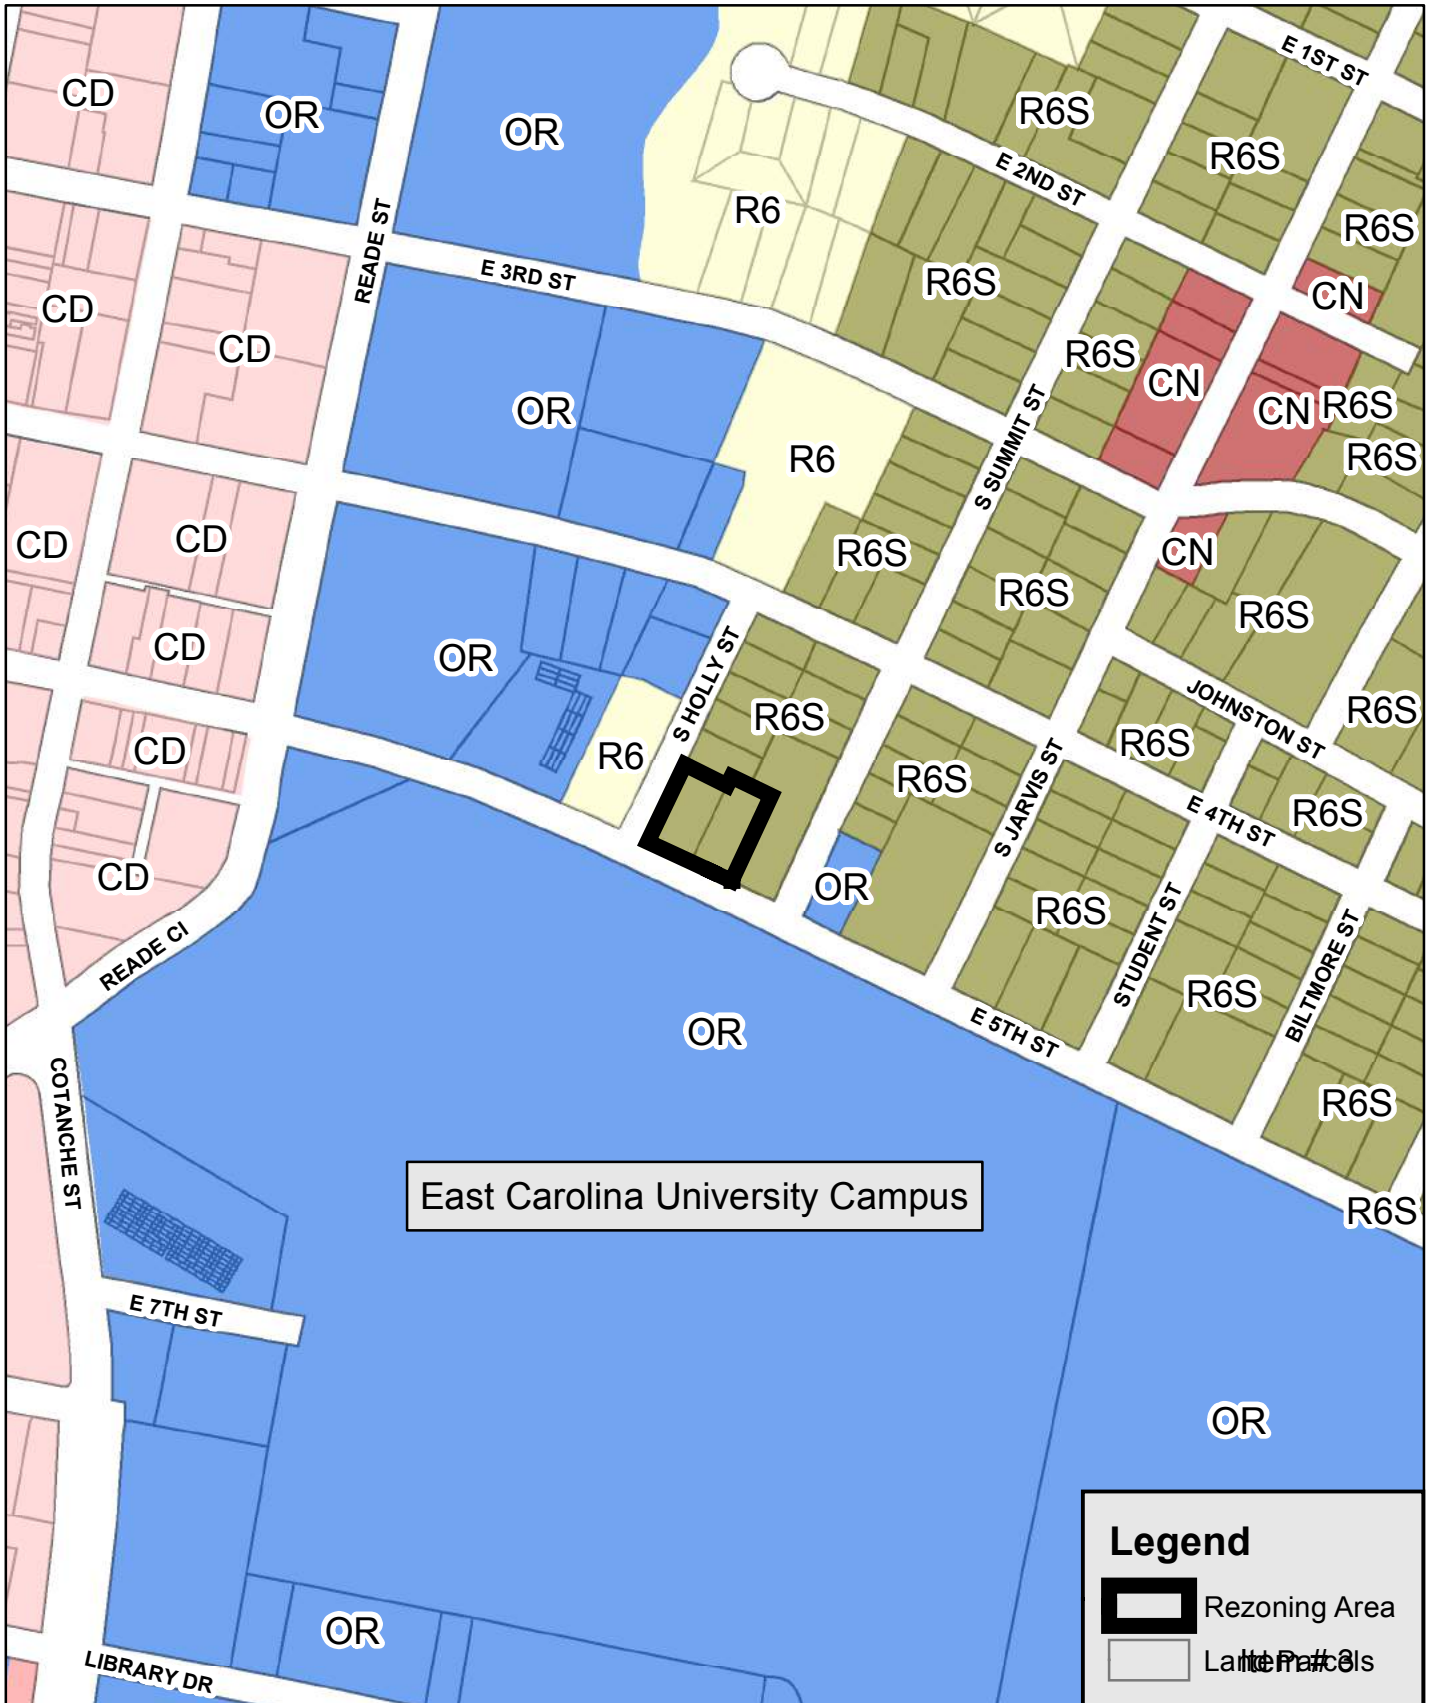 E 1ST ST
CD
OR
OR
R6S
R6S
E 2ND ST
R6
R6S
READE ST
E 3RD ST
R6S
CN
CD
CD
R6S
CN
CN
R6S
OR
R6
S SUMMIT ST
R6S
CD
CD
R6S
CN
R6S
R6S
CD
OR
S HOLLY ST
R6S
JOHNSTON ST
R6S
CD
R6
R6S
R6S
S JARVIS ST
E 4TH ST
R6S
CD
OR
R6S
STUDENT ST
BILTMORE ST
READE CI
R6S
OR
E 5TH ST
COTANCHE ST
R6S
East Carolina University Campus
R6S
E 7TH ST
OR
OR
LIBRARY DR
Legend
Rezoning Area
Land Parcels
Item # 3